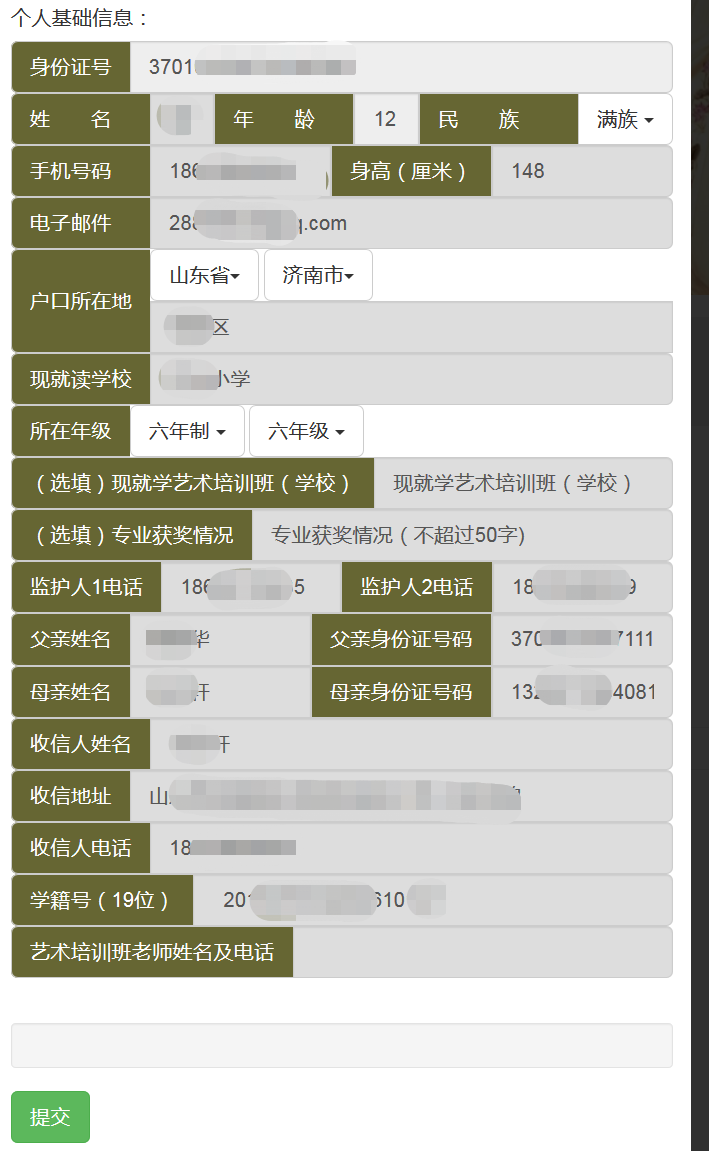 个人基础信息：
身份证号 3701
姓 名 年 龄 12 民 族 满族
手机号码 186 身高（厘米） 148
电子邮件 288 q.com
户口所在地 山东省 济南市
区
现就读学校 小学
所在年级 六年制 六年级
（选填）现就学艺术培训班（学校） 现就学艺术培训班（学校）
（选填）专业获奖情况 专业获奖情况（不超过50字)
监护人1电话 186 5 监护人2电话 18 9
父亲姓名 华 父亲身份证号码 370 7111
母亲姓名 轩 母亲身份证号码 132 4081
收信人姓名 轩
收信地址 山
收信人电话 18
学籍号（19位） 201 610
艺术培训班老师姓名及电话
提交